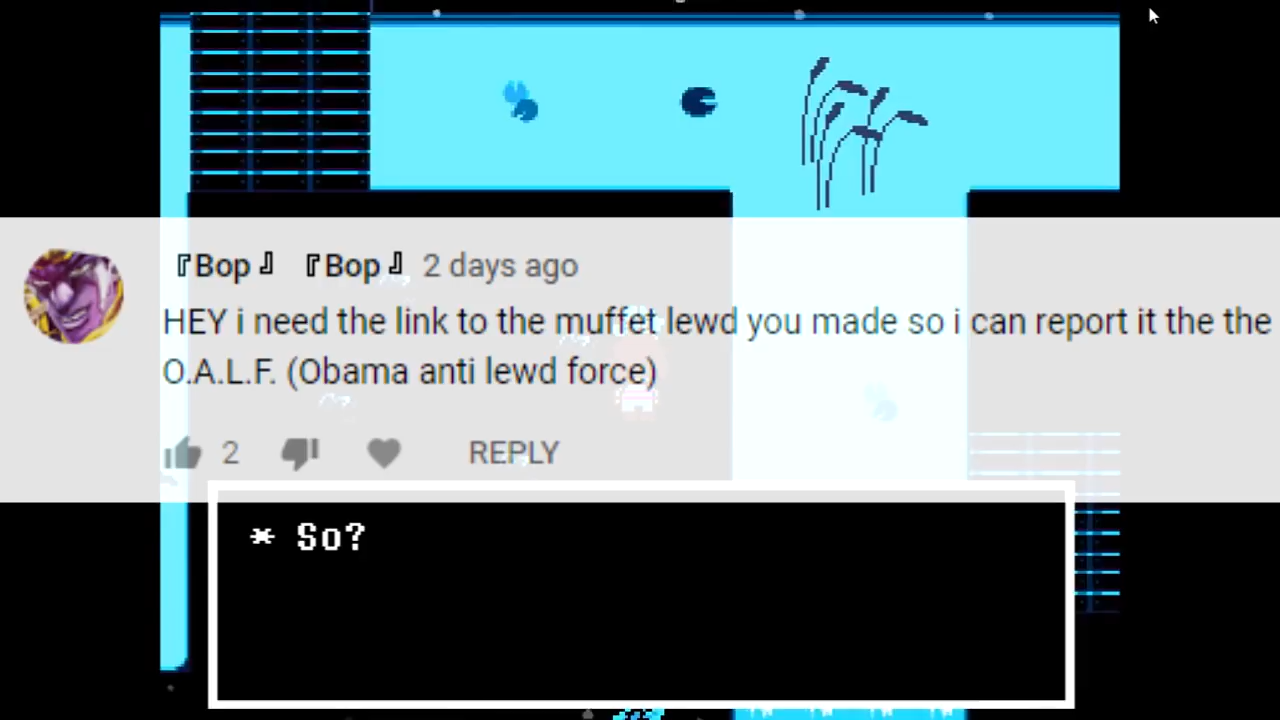 『Bop』 『Bop』 2 days ago
HEY i need the link to the muffet lewd you made so i can report it the the
O.A.L.F. (Obama anti lewd force)
2 REPLY
* So?